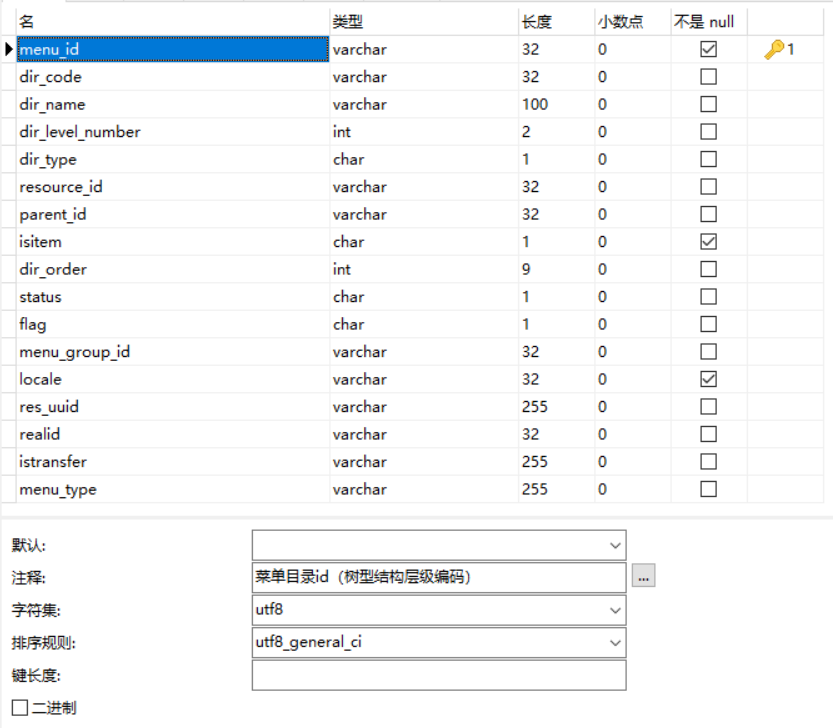 名 类型 长度 小数点 不是 null
menu_id varchar 32 0 1
dir_code varchar 32 0
dir_name varchar 100 0
dir_level_number int 2 0
dir_type char 1 0
resource_id varchar 32 0
parent_id varchar 32 0
isitem char 1 0
dir_order int 9 0
status char 1 0
flag char 1 0
menu_group_id varchar 32 0
locale varchar 32 0
res_uuid varchar 255 0
realid varchar 32 0
istransfer varchar 255 0
menu_type varchar 255 0
默认:
注释: 菜单目录id（树型结构层级编码） ...
字符集: utf8
排序规则: utf8_general_ci
键长度:
二进制